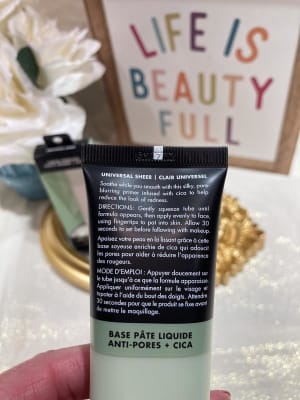 LIFE IS
BEAUTY
FULL
UNIVERSAL SHEER | CLAIR UNIVERSEL
Soothe while you smooth with this silky, pore
blurring primer infused with cica to help
reduce the look of redness.
DIRECTIONS: Gently squeeze tube until
formula appears, then apply evenly to face,
using fingertips to pat into skin. Allow 30
seconds to set before following with makeup.
Apaisez votre peau en la lissant grâce à cette
base soyeuse enrichie de cica qui adoucit
les pores pour aider à réduire l'apparence
des rougeurs.
MODE D'EMPLOI : Appuyer doucement sur
le tube jusqu'à ce que la formule apparaisse.
Appliquer uniformément sur le visage et
tapoter à l'aide du bout des doigts. Attendre
30 secondes pour que le produit se fixe avant
de mettre le maquillage.
BASE PÂTE LIQUIDE
ANTI-PORES + CICA